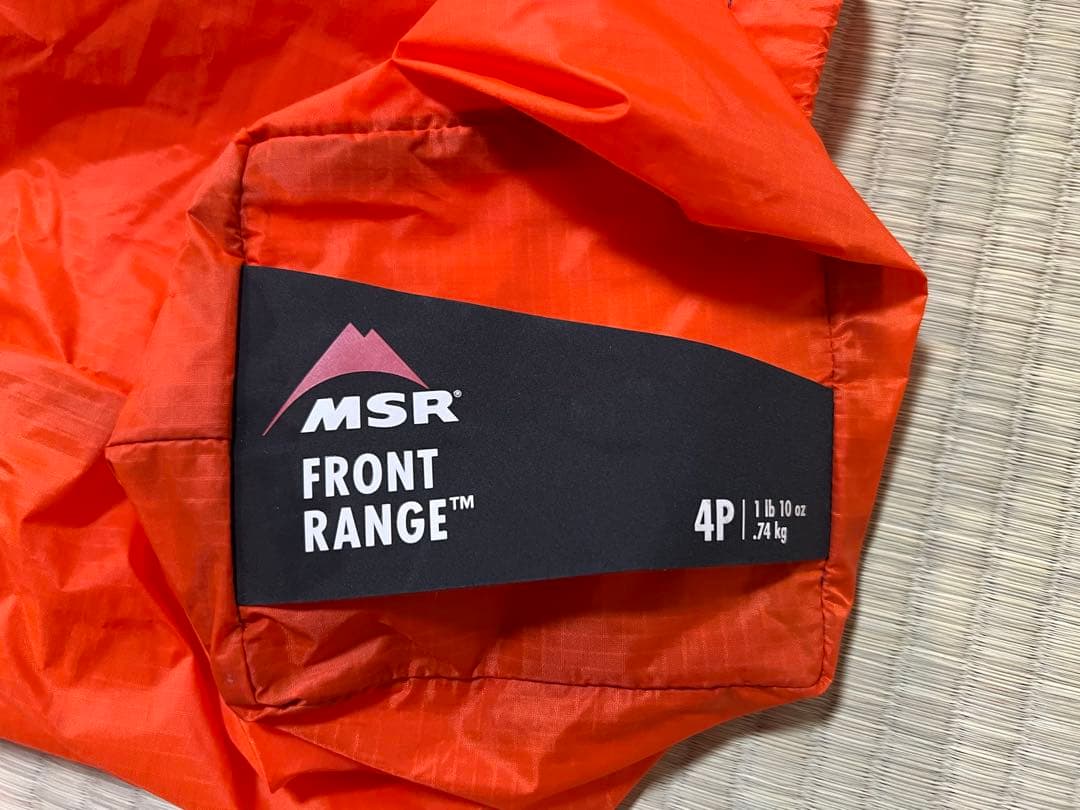 MSR®
FRONT
RANGE™
4P | 1 lb 10 oz
.74 kg